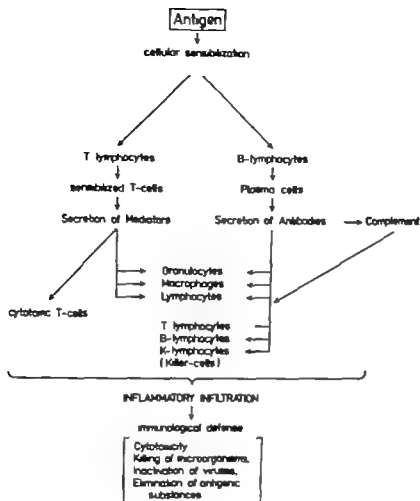 Antigen
cellular sensibilization
T lymphocytes
B-lymphocytes
sensibilized T-cells
Plasma cells
Secretion of Mediators
Secretion of Antibodies
Complement
Granulocytes
Macrophages
Lymphocytes
cytotoxic T-cells
T lymphocytes
B-lymphocytes
K-lymphocytes
(Killer-cells)
INFLAMMATORY INFILTRATION
immunological defense
Cytotoxicity
Killing of microorganisms,
Inactivation of viruses,
Elimination of antigenic
substances